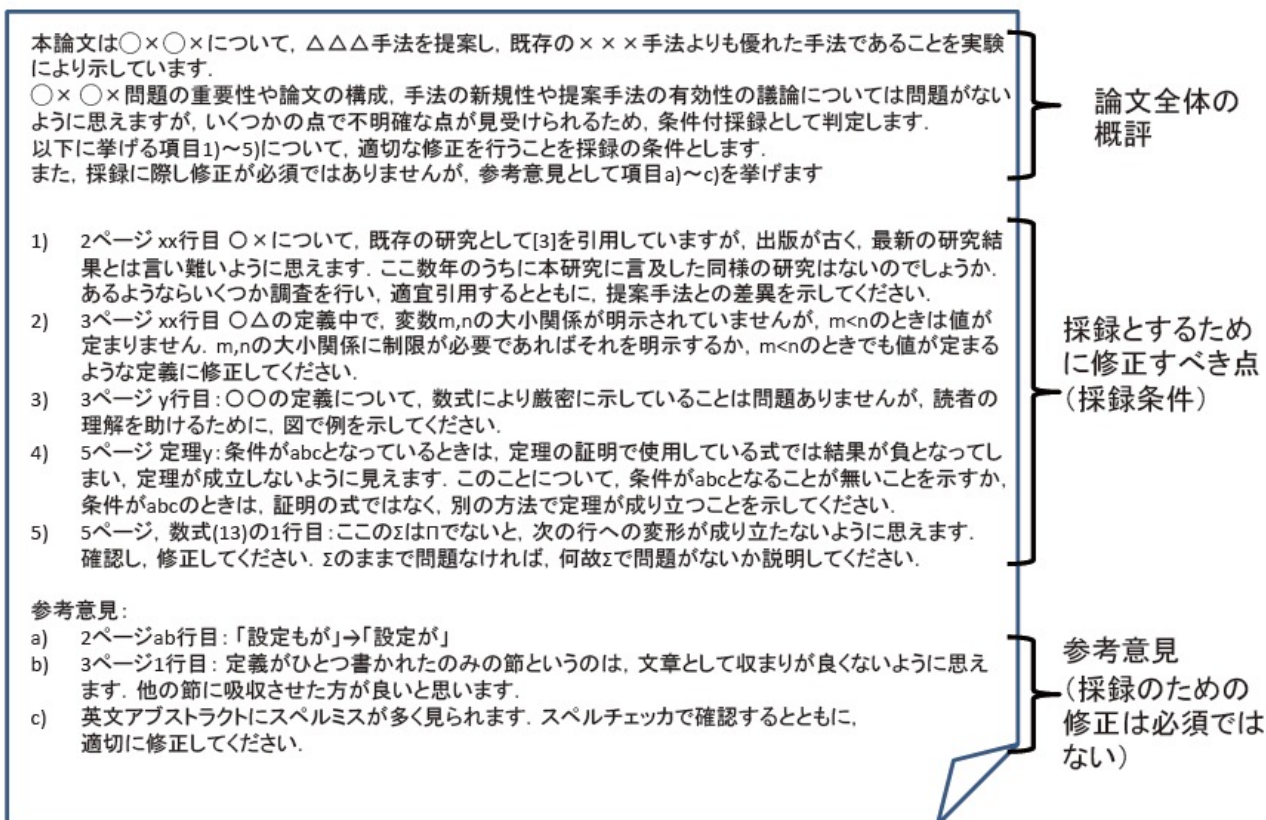 本論文は○×○×について，△△△手法を提案し，既存の×××手法よりも優れた手法であることを実験
により示しています．
○× ○×問題の重要性や論文の構成，手法の新規性や提案手法の有効性の議論については問題がない
ように思えますが，いくつかの点で不明確な点が見受けられるため，条件付採録として判定します．
以下に挙げる項目1)～5)について，適切な修正を行うことを採録の条件とします．
また，採録に際し修正が必須ではありませんが，参考意見として項目a)～c)を挙げます
論文全体の
概評
1) 2ページ xx行目 ○×について，既存の研究として[3]を引用していますが，出版が古く，最新の研究結
果とは言い難いように思えます．ここ数年のうちに本研究に言及した同様の研究はないのでしょうか．
あるようならいくつか調査を行い，適宜引用するとともに，提案手法との差異を示してください．
2) 3ページ xx行目 ○△の定義中で，変数m,nの大小関係が明示されていませんが，m<nのときは値が
定まりません．m,nの大小関係に制限が必要であればそれを明示するか，m<nのときでも値が定まる
ような定義に修正してください．
3) 3ページ y行目：○○の定義について，数式により厳密に示していることは問題ありませんが，読者の
理解を助けるために，図で例を示してください．
4) 5ページ 定理y：条件がabcとなっているときは，定理の証明で使用している式では結果が負となってし
まい，定理が成立しないように見えます．このことについて，条件がabcとなることが無いことを示すか，
条件がabcのときは，証明の式ではなく，別の方法で定理が成り立つことを示してください．
5) 5ページ，数式(13)の1行目：ここのΣはΠでないと，次の行への変形が成り立たないように思えます．
確認し，修正してください．Σのままで問題なければ，何故Σで問題がないか説明してください．
採録とするため
に修正すべき点
（採録条件）
参考意見：
a) 2ページab行目：「設定もが」→「設定が」
b) 3ページ1行目：定義がひとつ書かれたのみの節というのは，文章として収まりが良くないように思え
ます．他の節に吸収させた方が良いと思います．
c) 英文アブストラクトにスペルミスが多く見られます．スペルチェッカで確認するとともに，
適切に修正してください．
参考意見
（採録のための
修正は必須では
ない）